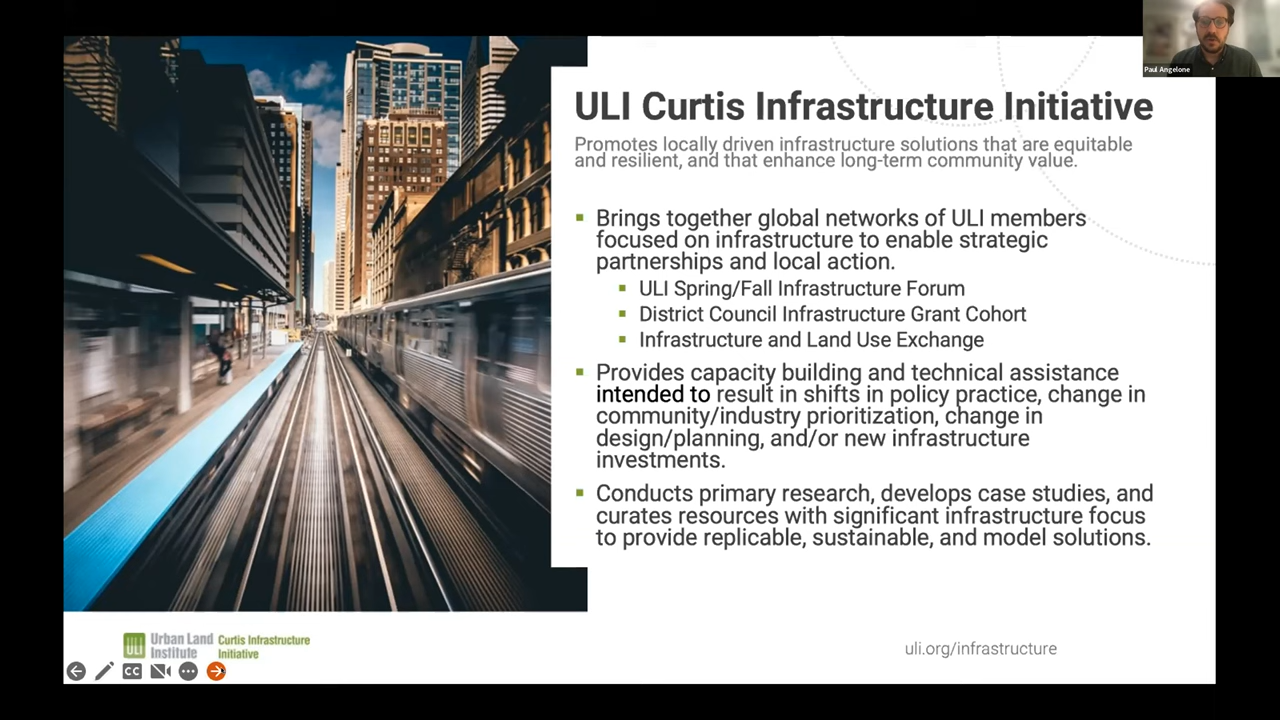 Paul Angelone
ULI Curtis Infrastructure Initiative
Promotes locally driven infrastructure solutions that are equitable
and resilient, and that enhance long-term community value.
Brings together global networks of ULI members
focused on infrastructure to enable strategic
partnerships and local action.
ULI Spring/Fall Infrastructure Forum
District Council Infrastructure Grant Cohort
Infrastructure and Land Use Exchange
Provides capacity building and technical assistance
intended to result in shifts in policy practice, change in
community/industry prioritization, change in
design/planning, and/or new infrastructure
investments.
Conducts primary research, develops case studies, and
curates resources with significant infrastructure focus
to provide replicable, sustainable, and model solutions.
ULI
Urban Land
Institute
Curtis Infrastructure
Initiative
uli.org/infrastructure
CC